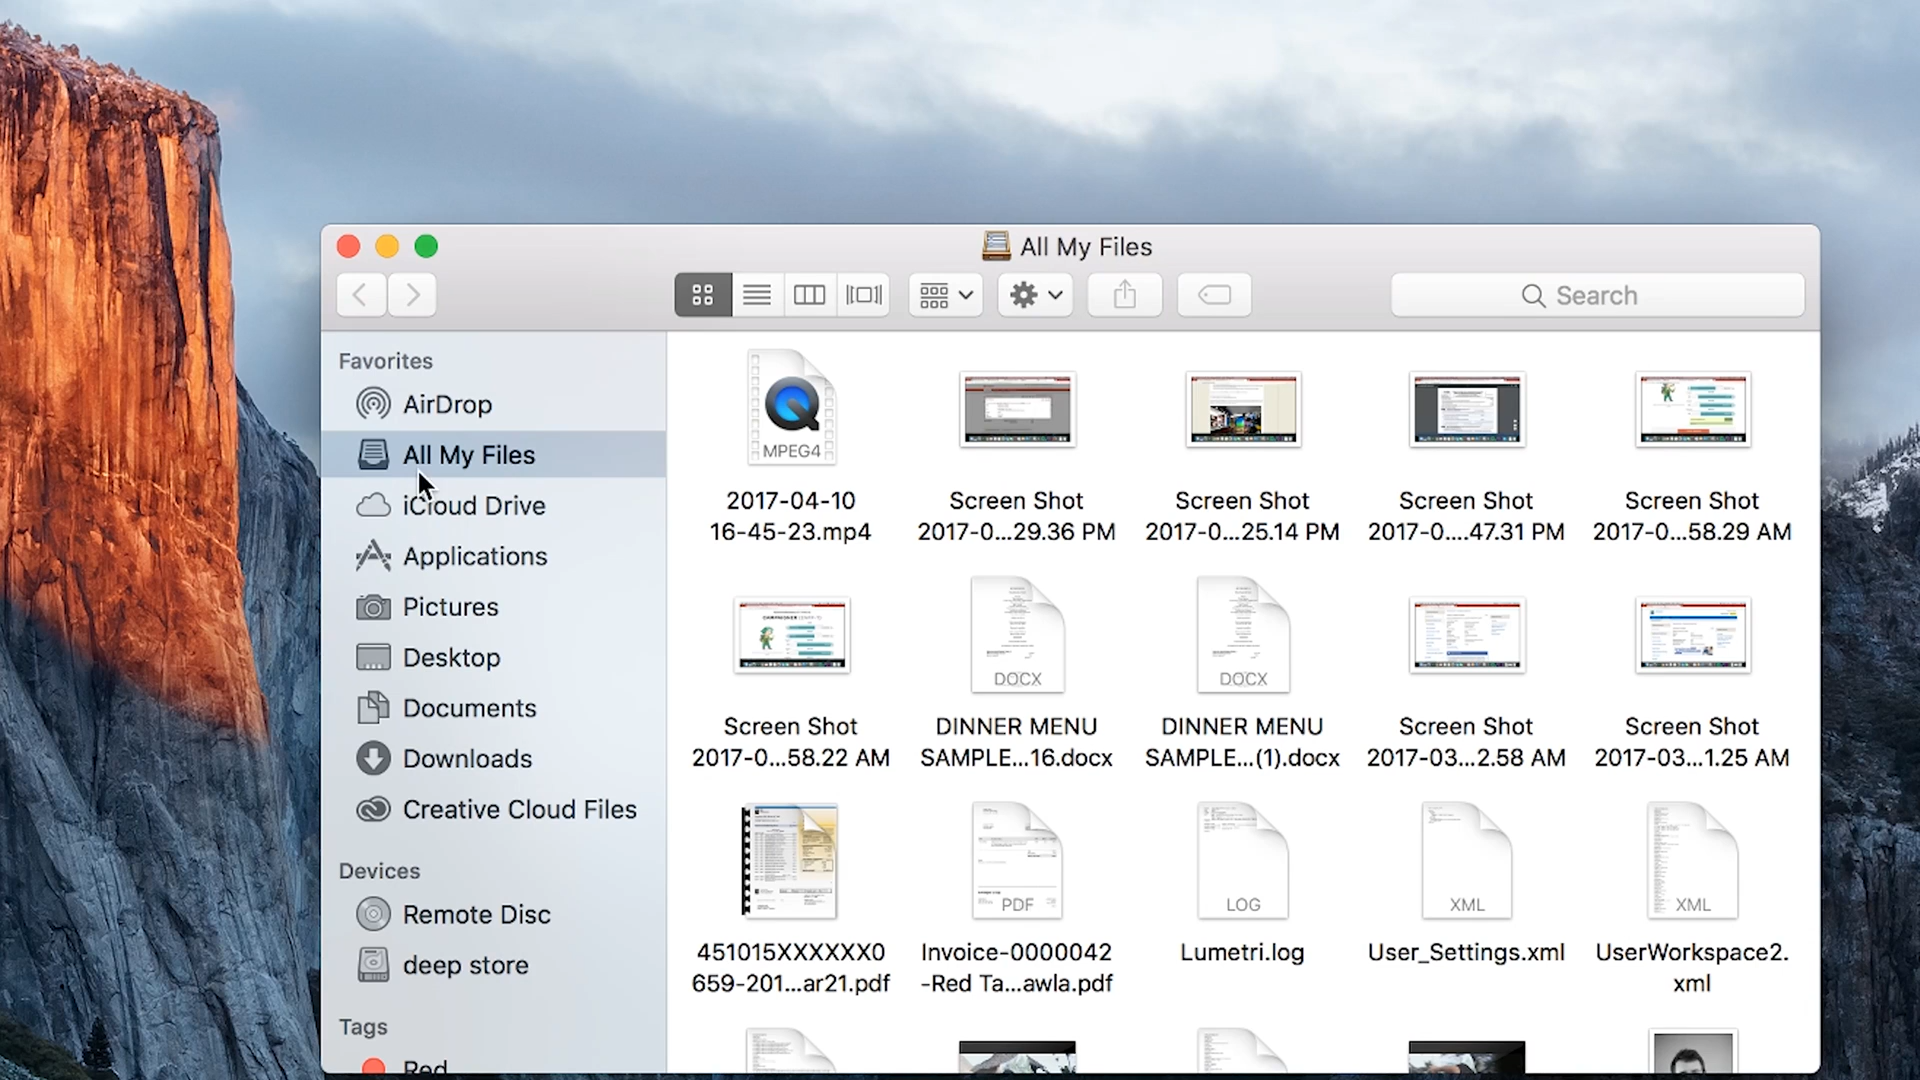 All My Files
Search
Favorites
AirDrop
All My Files
iCloud Drive
Applications
Pictures
Desktop
Documents
Downloads
Creative Cloud Files
Devices
Remote Disc
deep store
Tags
Red
MPEG4
2017-04-10
16-45-23.mp4
Screen Shot
2017-0...29.36 PM
Screen Shot
2017-0...25.14 PM
Screen Shot
2017-0....47.31 PM
Screen Shot
2017-0...58.29 AM
Screen Shot
2017-0...58.22 AM
DOCX
DINNER MENU
SAMPLE...16.docx
DOCX
DINNER MENU
SAMPLE...(1).docx
Screen Shot
2017-03...2.58 AM
Screen Shot
2017-03...1.25 AM
451015XXXXXX0
659-201...ar21.pdf
PDF
Invoice-0000042
-Red Ta...awla.pdf
LOG
Lumetri.log
XML
User_Settings.xml
XML
UserWorkspace2.
xml